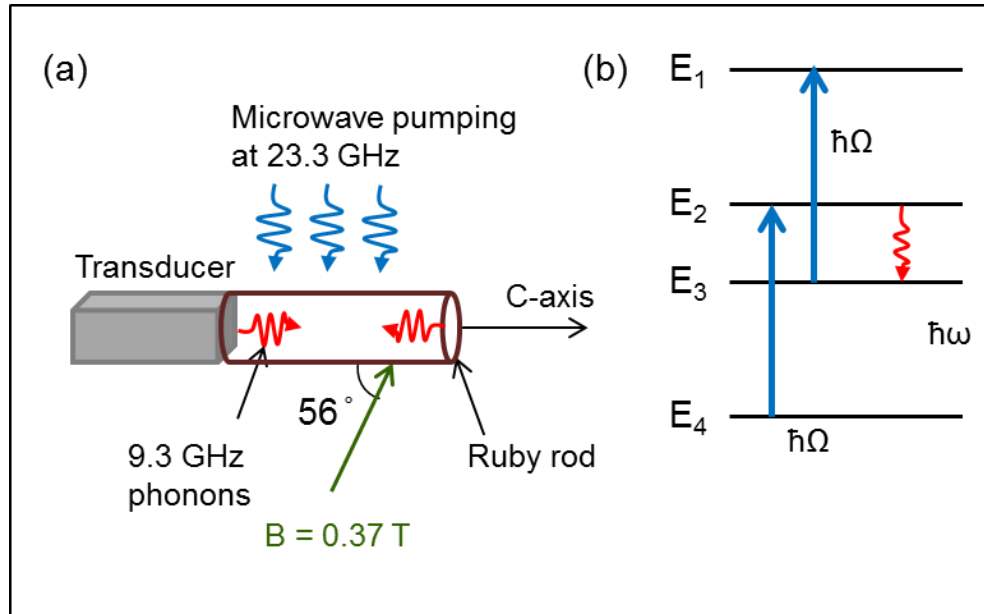 (a)
Microwave pumping
at 23.3 GHz
Transducer
C-axis
56°
9.3 GHz
phonons
Ruby rod
B = 0.37 T
(b)
E₁
ħΩ
E₂
E₃
ħω
E₄
ħΩ